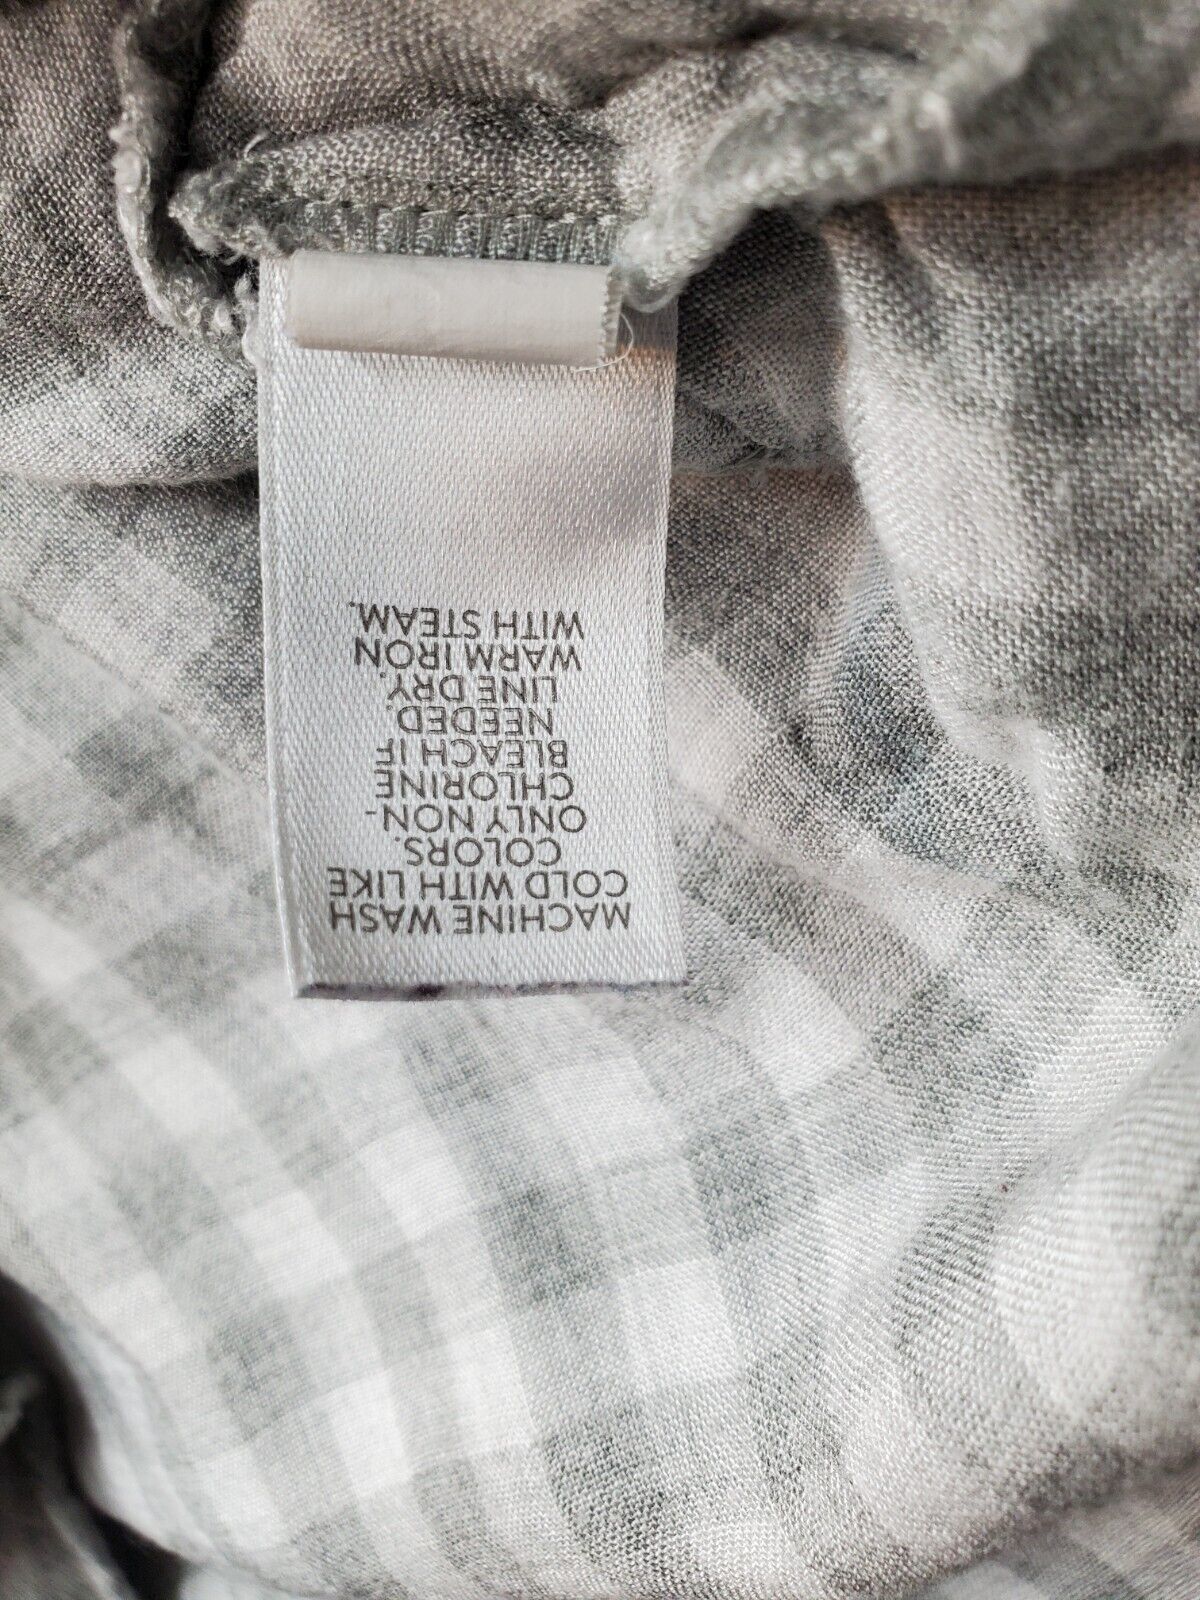 MACHINE WASH
COLD WITH LIKE
COLORS.
ONLY NON-
CHLORINE
BLEACH IF
NEEDED.
LINE DRY.
WARM IRON
WITH STEAM.